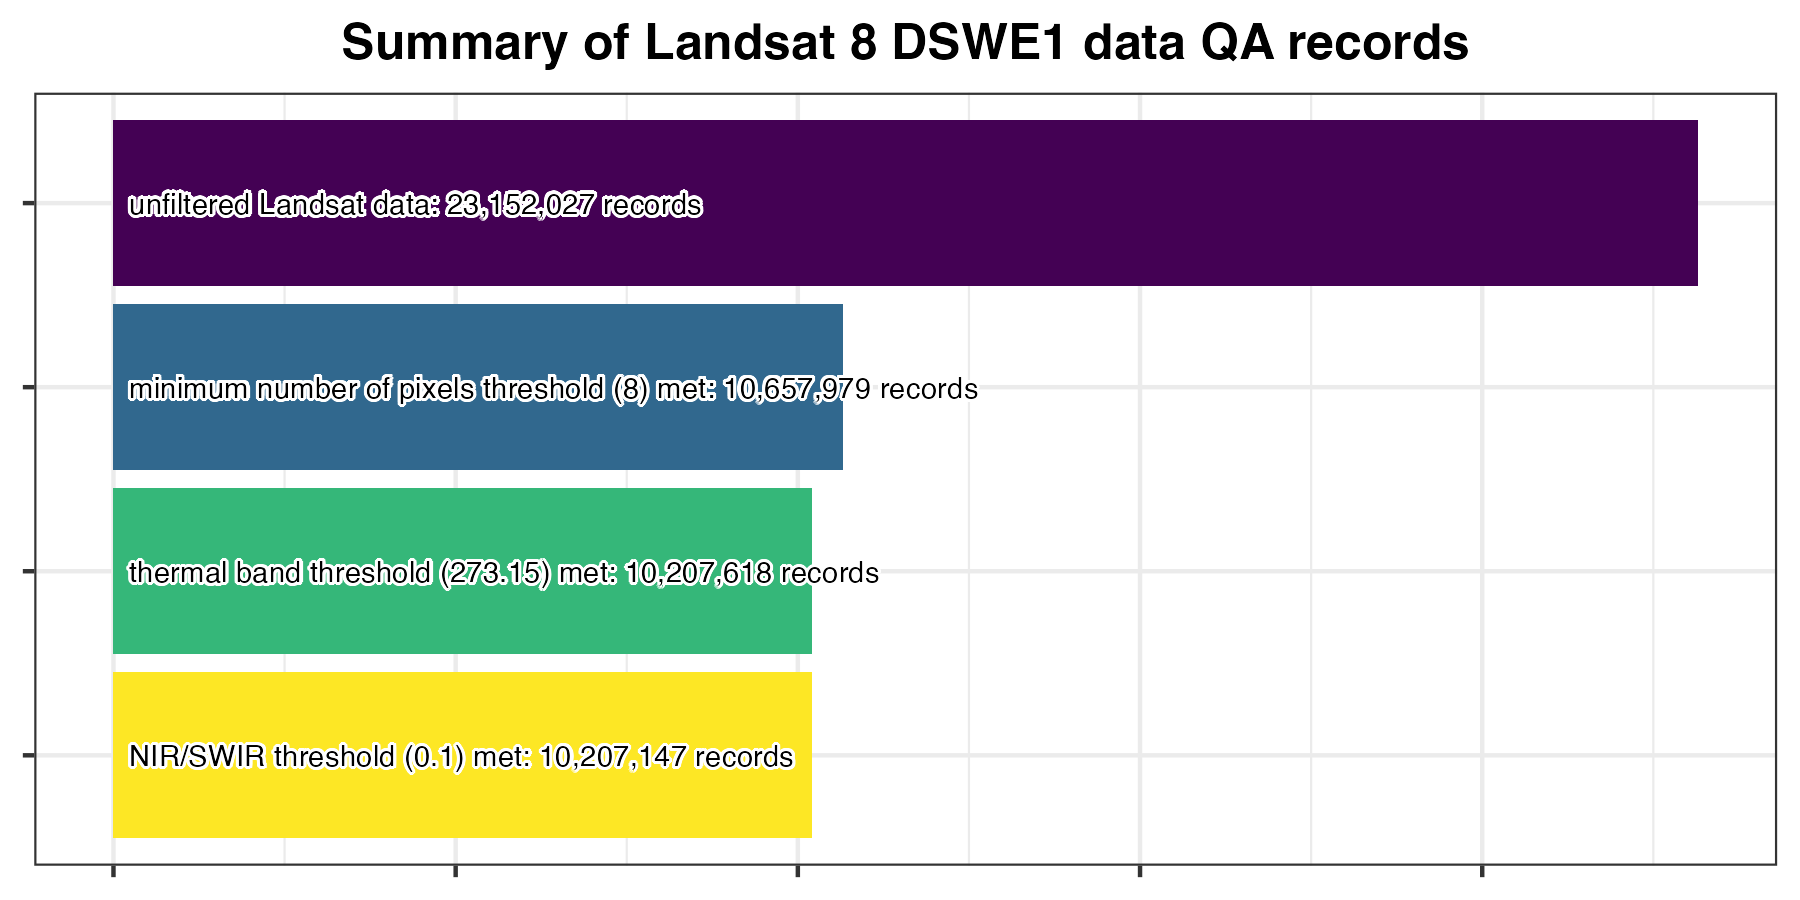 Summary of Landsat 8 DSWE1 data QA records
unfiltered Landsat data: 23,152,027 records
minimum number of pixels threshold (8) met: 10,657,979 records
thermal band threshold (273.15) met: 10,207,618 records
NIR/SWIR threshold (0.1) met: 10,207,147 records